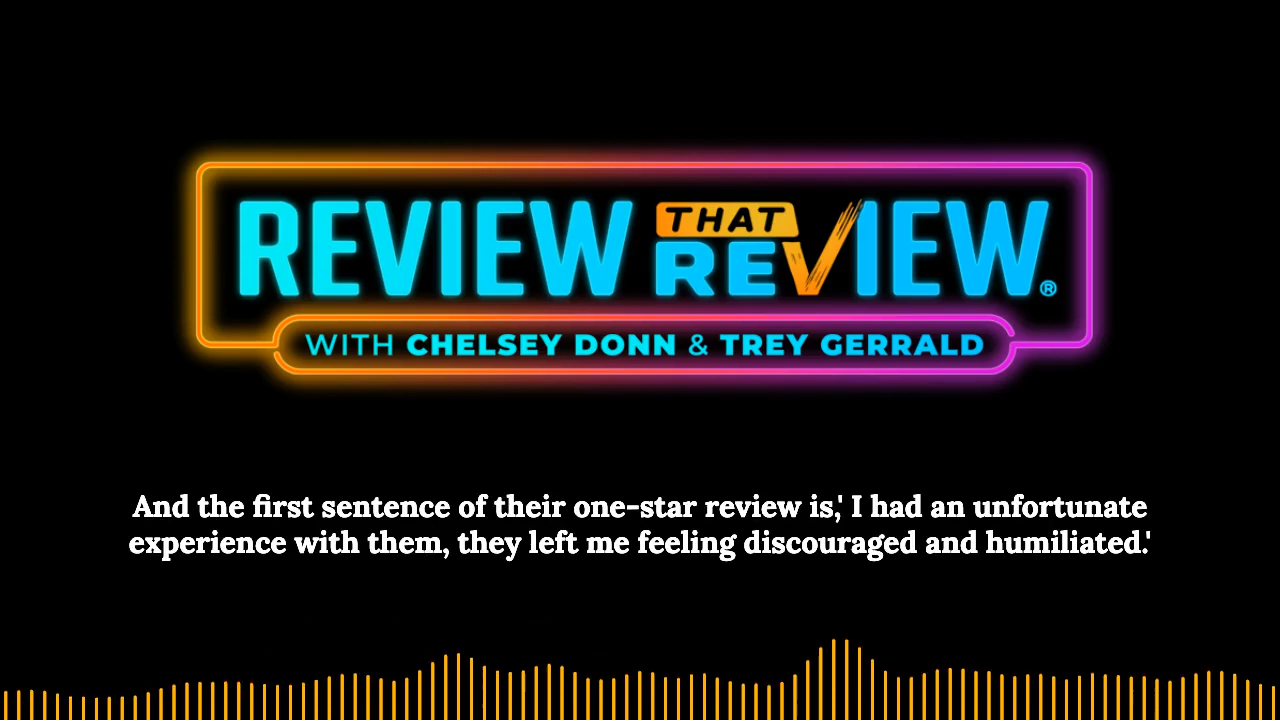 REVIEW THAT REVIEW®
WITH CHELSEY DONN & TREY GERRALD
And the first sentence of their one-star review is,' I had an unfortunate
experience with them, they left me feeling discouraged and humiliated.'